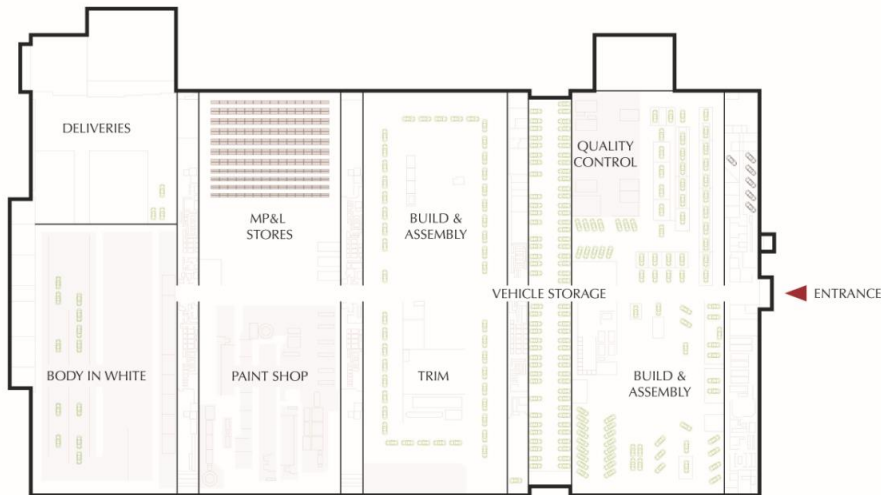 DELIVERIES
MP&L
STORES
BUILD &
ASSEMBLY
QUALITY
CONTROL
VEHICLE STORAGE
ENTRANCE
BODY IN WHITE
PAINT SHOP
TRIM
BUILD &
ASSEMBLY